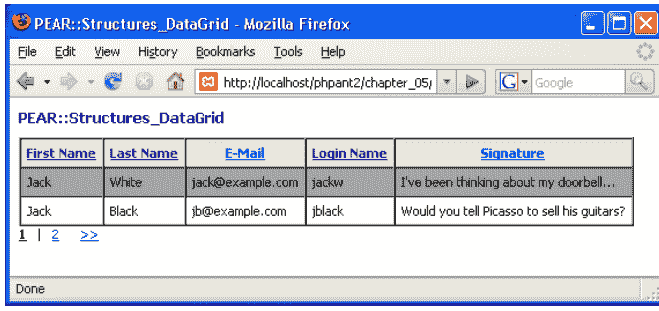 PEAR::Structures_DataGrid - Mozilla Firefox
File Edit View History Bookmarks Tools Help
http://localhost/phpant2/chapter_05/ G Google
PEAR::Structures_DataGrid
First Name Last Name E-Mail Login Name Signature
Jack White jack@example.com jackw I've been thinking about my doorbell...
Jack Black jb@example.com jblack Would you tell Picasso to sell his guitars?
1 | 2 >>
Done